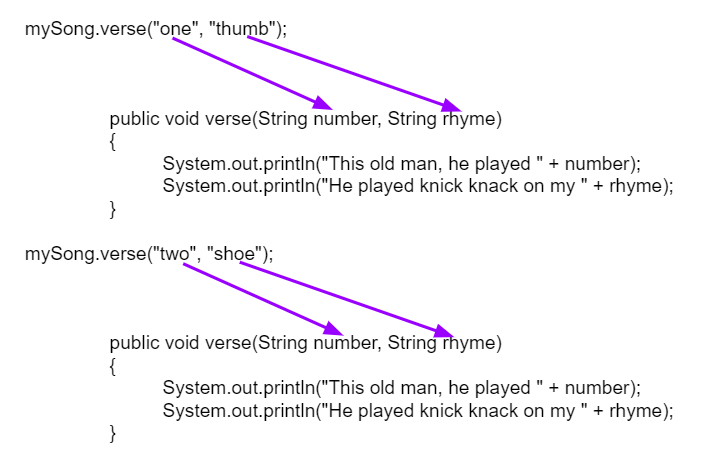 mySong.verse("one", "thumb");
public void verse(String number, String rhyme)
{
System.out.println("This old man, he played " + number);
System.out.println("He played knick knack on my " + rhyme);
}
mySong.verse("two", "shoe");
public void verse(String number, String rhyme)
{
System.out.println("This old man, he played " + number);
System.out.println("He played knick knack on my " + rhyme);
}